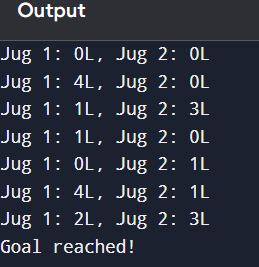 Output
Jug 1: 0L, Jug 2: 0L
Jug 1: 4L, Jug 2: 0L
Jug 1: 1L, Jug 2: 3L
Jug 1: 1L, Jug 2: 0L
Jug 1: 0L, Jug 2: 1L
Jug 1: 4L, Jug 2: 1L
Jug 1: 2L, Jug 2: 3L
Goal reached!